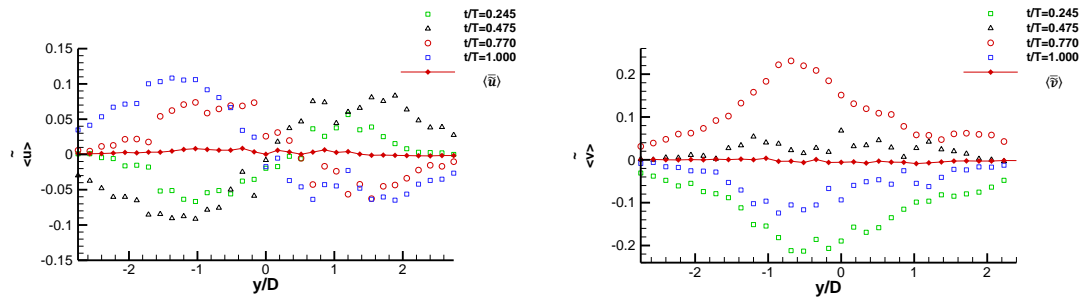 t/T=0.245
t/T=0.475
t/T=0.770
t/T=1.000
⟨ũ̅⟩
0.15
0.1
0.05
0
-0.05
-0.1
-0.15
~
<u>
-2
-1
0
1
2
y/D
t/T=0.245
t/T=0.475
t/T=0.770
t/T=1.000
⟨ṽ̅⟩
0.2
0.1
0
-0.1
-0.2
~
<v>
-2
-1
0
1
2
y/D